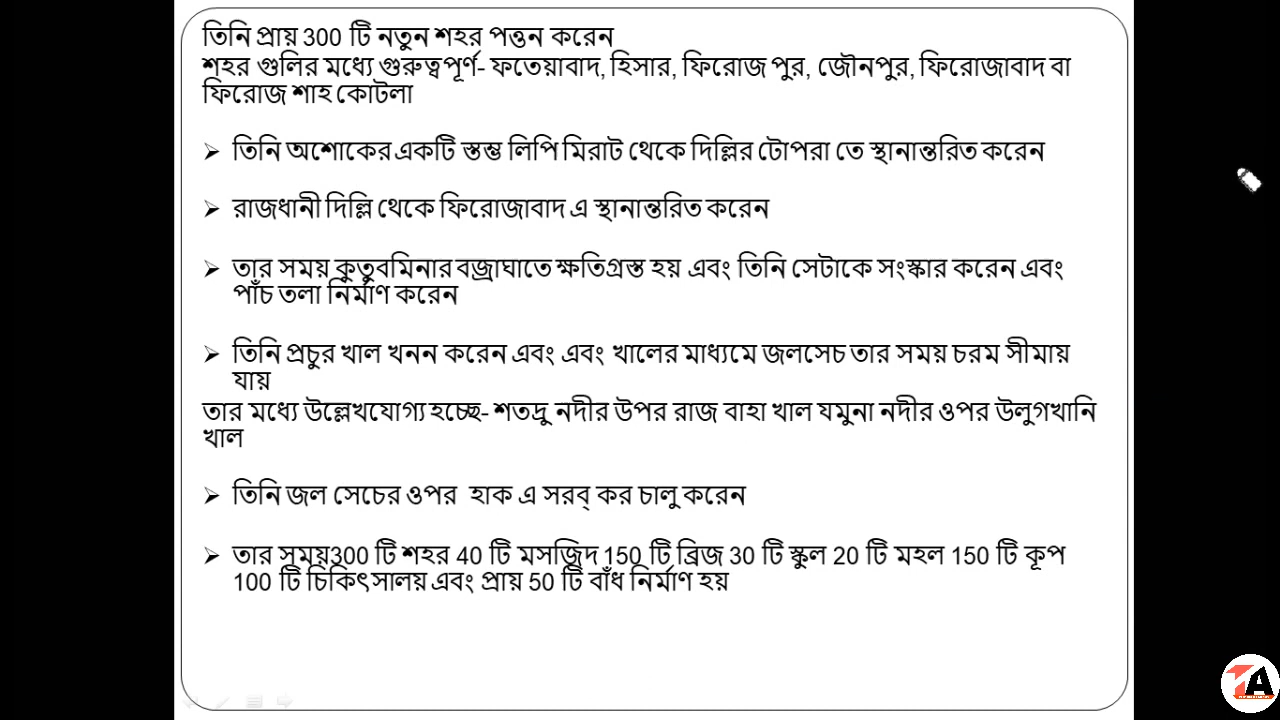 তিনি প্রায় 300 টি নতুন শহর পত্তন করেন
শহর গুলির মধ্যে গুরুত্বপূর্ণ- ফতেয়াবাদ, হিসার, ফিরোজ পুর, জৌনপুর, ফিরোজাবাদ বা
ফিরোজ শাহ কোটলা
➢ তিনি অশোকের একটি স্তম্ভ লিপি মিরাট থেকে দিল্লির টোপরা তে স্থানান্তরিত করেন
➢ রাজধানী দিল্লি থেকে ফিরোজাবাদ এ স্থানান্তরিত করেন
➢ তার সময় কুতুবমিনার বজ্রাঘাতে ক্ষতিগ্রস্ত হয় এবং তিনি সেটাকে সংস্কার করেন এবং
পাঁচ তলা নির্মাণ করেন
➢ তিনি প্রচুর খাল খনন করেন এবং এবং খালের মাধ্যমে জলসেচ তার সময় চরম সীমায়
যায়
তার মধ্যে উল্লেখযোগ্য হচ্ছে- শতদ্রু নদীর উপর রাজ বাহা খাল যমুনা নদীর ওপর উলুগখানি
খাল
➢ তিনি জল সেচের ওপর হাক এ সরব্ কর চালু করেন
➢ তার সময়300 টি শহর 40 টি মসজিদ 150 টি ব্রিজ 30 টি স্কুল 20 টি মহল 150 টি কূপ
100 টি চিকিৎসালয় এবং প্রায় 50 টি বাঁধ নির্মাণ হয়